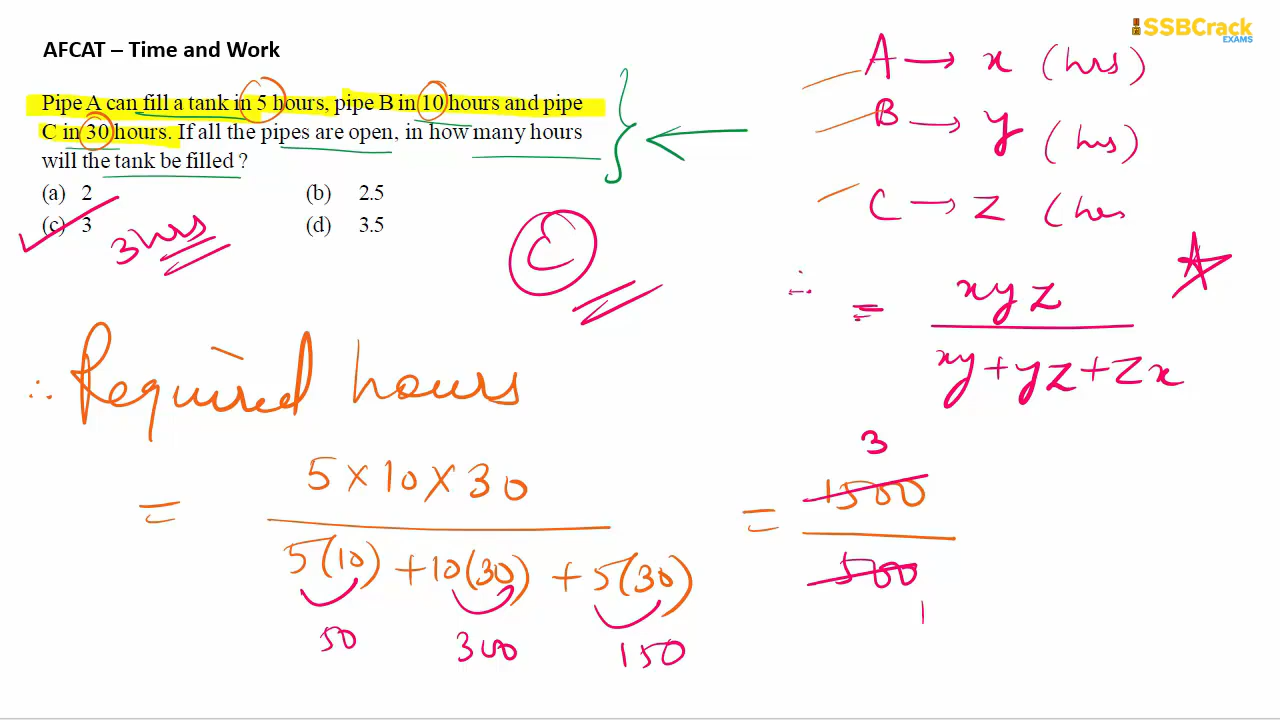 SSBCrack
EXAMS
AFCAT – Time and Work
Pipe A can fill a tank in 5 hours, pipe B in 10 hours and pipe
C in 30 hours. If all the pipes are open, in how many hours
will the tank be filled ?
(a) 2 (b) 2.5
(c) 3 (d) 3.5
3 hrs
C
A → x (hrs)
B → y (hrs)
C → z (hrs
∴ = xyz
xy + yz + zx
∴ Required hours
= 5 × 10 × 30
5(10) + 10(30) + 5(30)
50 300 150
3
= 1500
500
1